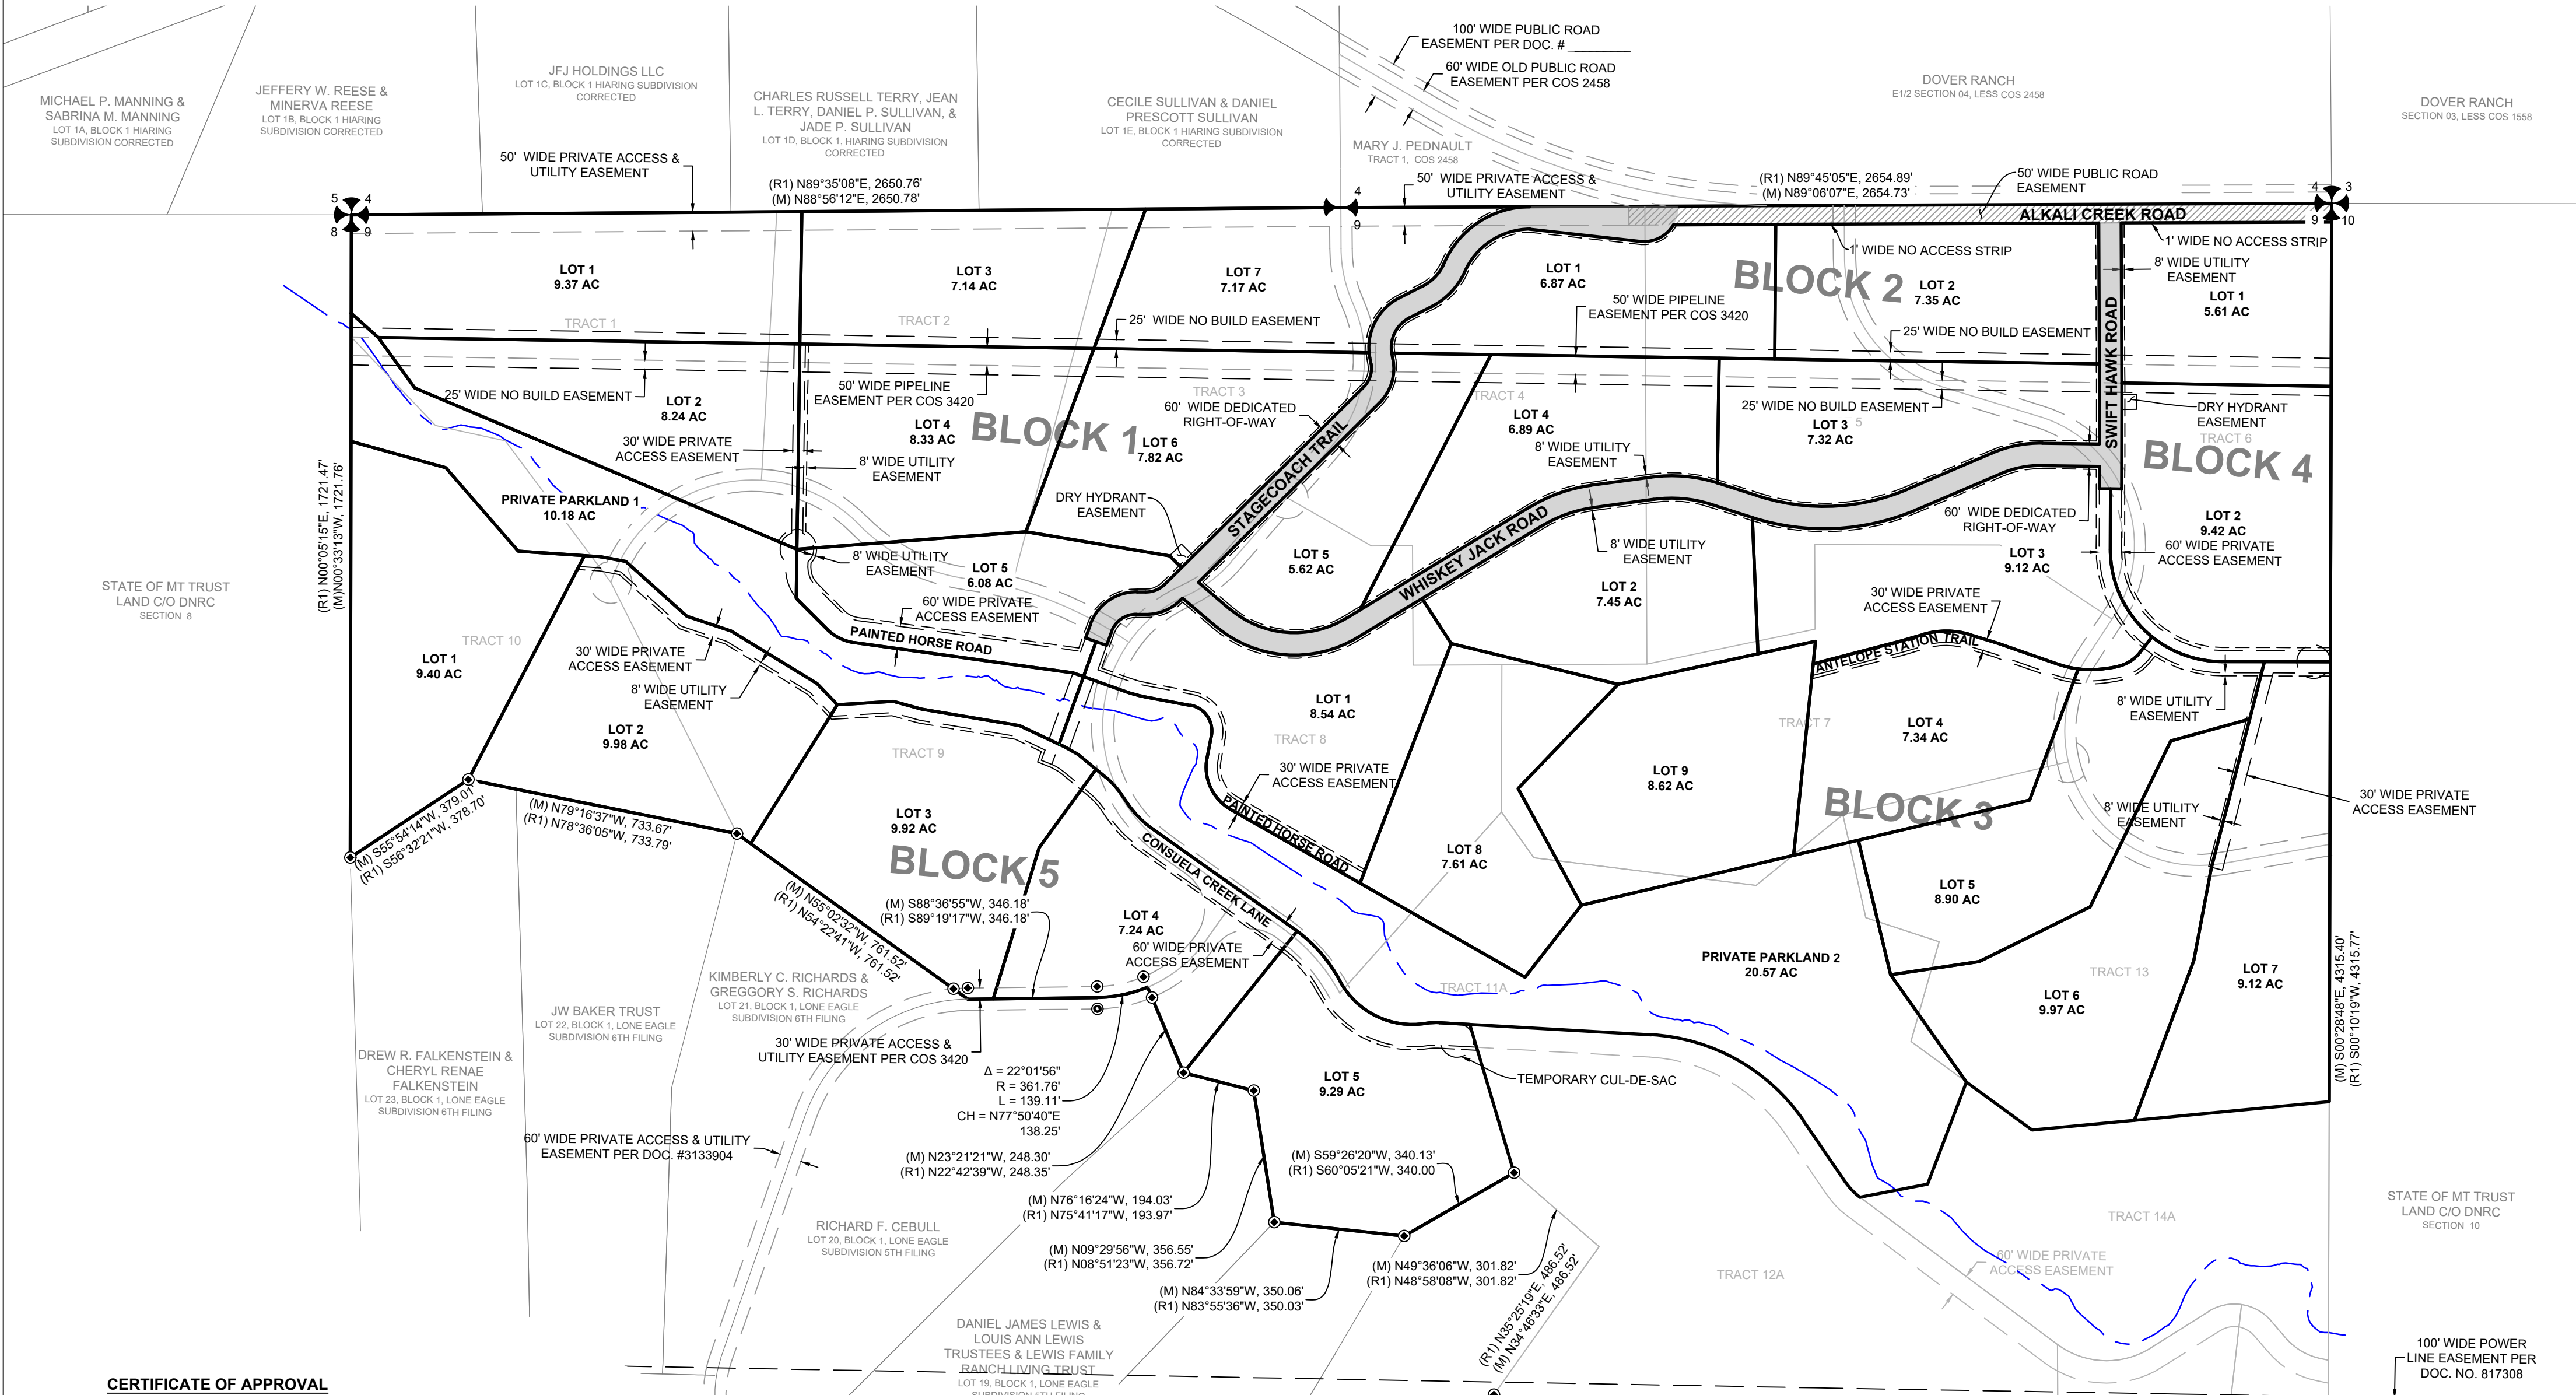 100' WIDE PUBLIC ROAD
EASEMENT PER DOC. # ________
60' WIDE OLD PUBLIC ROAD
EASEMENT PER COS 2458
MICHAEL P. MANNING &
SABRINA M. MANNING
LOT 1A, BLOCK 1 HIARING
SUBDIVISION CORRECTED
JEFFERY W. REESE &
MINERVA REESE
LOT 1B, BLOCK 1 HIARING
SUBDIVISION CORRECTED
JFJ HOLDINGS LLC
LOT 1C, BLOCK 1 HIARING SUBDIVISION
CORRECTED
CHARLES RUSSELL TERRY, JEAN
L. TERRY, DANIEL P. SULLIVAN, &
JADE P. SULLIVAN
LOT 1D, BLOCK 1, HIARING SUBDIVISION
CORRECTED
CECILE SULLIVAN & DANIEL
PRESCOTT SULLIVAN
LOT 1E, BLOCK 1 HIARING SUBDIVISION
CORRECTED
MARY J. PEDNAULT
TRACT 1, COS 2458
DOVER RANCH
E1/2 SECTION 04, LESS COS 2458
DOVER RANCH
SECTION 03, LESS COS 1558
50' WIDE PRIVATE ACCESS &
UTILITY EASEMENT
(R1) N89°35'08"E, 2650.76'
(M) N88°56'12"E, 2650.78'
50' WIDE PRIVATE ACCESS &
UTILITY EASEMENT
(R1) N89°45'05"E, 2654.89'
(M) N89°06'07"E, 2654.73'
50' WIDE PUBLIC ROAD
EASEMENT
5 4
8 9
4
9
4 3
9 10
ALKALI CREEK ROAD
1' WIDE NO ACCESS STRIP
1' WIDE NO ACCESS STRIP
8' WIDE UTILITY
EASEMENT
LOT 1
9.37 AC
LOT 3
7.14 AC
LOT 7
7.17 AC
LOT 1
6.87 AC
BLOCK 2
LOT 2
7.35 AC
LOT 1
5.61 AC
SWIFT HAWK ROAD
TRACT 1
TRACT 2
25' WIDE NO BUILD EASEMENT
50' WIDE PIPELINE
EASEMENT PER COS 3420
25' WIDE NO BUILD EASEMENT
25' WIDE NO BUILD EASEMENT
LOT 2
8.24 AC
50' WIDE PIPELINE
EASEMENT PER COS 3420
LOT 4
8.33 AC
BLOCK 1
TRACT 3
60' WIDE DEDICATED
RIGHT-OF-WAY
LOT 6
7.82 AC
STAGECOACH TRAIL
TRACT 4
LOT 4
6.89 AC
25' WIDE NO BUILD EASEMENT
LOT 3
7.32 AC
5
DRY HYDRANT
EASEMENT
TRACT 6
BLOCK 4
30' WIDE PRIVATE
ACCESS EASEMENT
8' WIDE UTILITY
EASEMENT
8' WIDE UTILITY
EASEMENT
(R1) N00°05'15"E, 1721.47'
(M)N00°33'13"W, 1721.76'
PRIVATE PARKLAND 1
10.18 AC
DRY HYDRANT
EASEMENT
60' WIDE DEDICATED
RIGHT-OF-WAY
LOT 2
9.42 AC
60' WIDE PRIVATE
ACCESS EASEMENT
WHISKEY JACK ROAD
8' WIDE UTILITY
EASEMENT
8' WIDE UTILITY
EASEMENT
LOT 5
6.08 AC
LOT 5
5.62 AC
LOT 2
7.45 AC
LOT 3
9.12 AC
STATE OF MT TRUST
LAND C/O DNRC
SECTION 8
60' WIDE PRIVATE
ACCESS EASEMENT
30' WIDE PRIVATE
ACCESS EASEMENT
PAINTED HORSE ROAD
ANTELOPE STATION TRAIL
TRACT 10
LOT 1
9.40 AC
30' WIDE PRIVATE
ACCESS EASEMENT
8' WIDE UTILITY
EASEMENT
LOT 1
8.54 AC
8' WIDE UTILITY
EASEMENT
LOT 2
9.98 AC
TRACT 9
TRACT 8
TRACT 7
LOT 4
7.34 AC
30' WIDE PRIVATE
ACCESS EASEMENT
LOT 9
8.62 AC
BLOCK 3
8' WIDE UTILITY
EASEMENT
30' WIDE PRIVATE
ACCESS EASEMENT
(M) S55°54'14"W, 379.01'
(R1) S56°32'21"W, 378.70'
(M) N79°16'37"W, 733.67'
(R1) N78°36'05"W, 733.79'
LOT 3
9.92 AC
BLOCK 5
PAINTED HORSE ROAD
CONSUELA CREEK LANE
LOT 8
7.61 AC
LOT 5
8.90 AC
(M) N55°02'32"W, 761.52'
(R1) N54°22'41"W, 761.52'
(M) S88°36'55"W, 346.18'
(R1) S89°19'17"W, 346.18'
LOT 4
7.24 AC
60' WIDE PRIVATE
ACCESS EASEMENT
PRIVATE PARKLAND 2
20.57 AC
TRACT 11A
TRACT 13
LOT 6
9.97 AC
LOT 7
9.12 AC
(M) S00°28'48"E, 4315.40'
(R1) S00°10'19"W, 4315.77'
KIMBERLY C. RICHARDS &
GREGGORY S. RICHARDS
LOT 21, BLOCK 1, LONE EAGLE
SUBDIVISION 6TH FILING
JW BAKER TRUST
LOT 22, BLOCK 1, LONE EAGLE
SUBDIVISION 6TH FILING
DREW R. FALKENSTEIN &
CHERYL RENAE
FALKENSTEIN
LOT 23, BLOCK 1, LONE EAGLE
SUBDIVISION 6TH FILING
30' WIDE PRIVATE ACCESS &
UTILITY EASEMENT PER COS 3420
Δ = 22°01'56"
R = 361.76'
L = 139.11'
CH = N77°50'40"E
138.25'
LOT 5
9.29 AC
TEMPORARY CUL-DE-SAC
60' WIDE PRIVATE ACCESS & UTILITY
EASEMENT PER DOC. #3133904
(M) N23°21'21"W, 248.30'
(R1) N22°42'39"W, 248.35'
(M) S59°26'20"W, 340.13'
(R1) S60°05'21"W, 340.00
(M) N76°16'24"W, 194.03'
(R1) N75°41'17"W, 193.97'
RICHARD F. CEBULL
LOT 20, BLOCK 1, LONE EAGLE
SUBDIVISION 5TH FILING
(M) N09°29'56"W, 356.55'
(R1) N08°51'23"W, 356.72'
(M) N84°33'59"W, 350.06'
(R1) N83°55'36"W, 350.03'
(M) N49°36'06"W, 301.82'
(R1) N48°58'08"W, 301.82'
(R1) N35°25'19"E, 486.52'
(M) N34°46'33"E, 486.52'
TRACT 12A
TRACT 14A
60' WIDE PRIVATE
ACCESS EASEMENT
STATE OF MT TRUST
LAND C/O DNRC
SECTION 10
DANIEL JAMES LEWIS &
LOUIS ANN LEWIS
TRUSTEES & LEWIS FAMILY
RANCH LIVING TRUST
LOT 19, BLOCK 1, LONE EAGLE
SUBDIVISION 5TH FILING
100' WIDE POWER
LINE EASEMENT PER
DOC. NO. 817308
CERTIFICATE OF APPROVAL